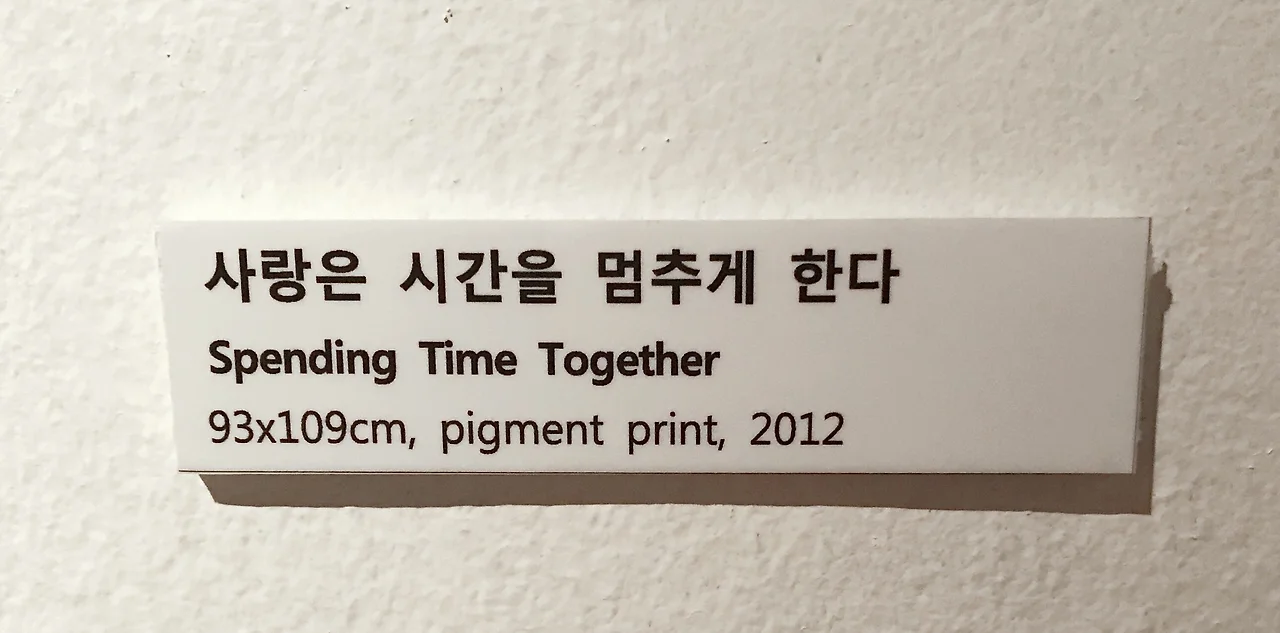 사랑은 시간을 멈추게 한다
Spending Time Together
93x109cm, pigment print, 2012